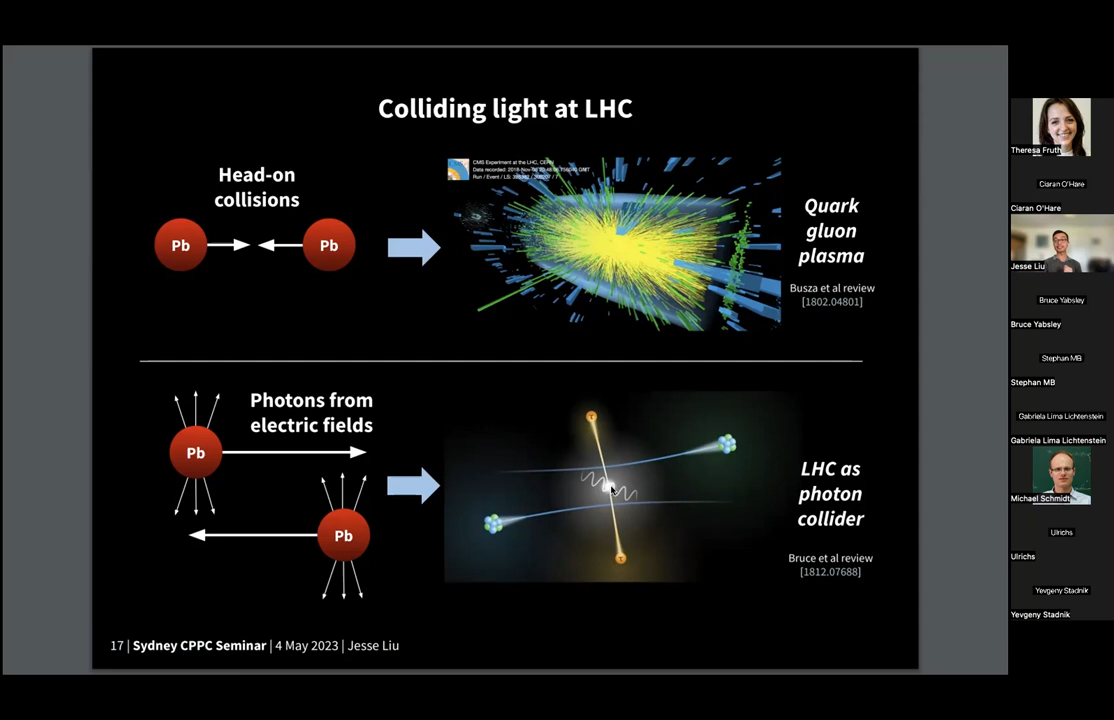 Colliding light at LHC
Head-on
collisions
Pb
Pb
CMS Experiment at the LHC, CERN
Data recorded: 2018-Nov-08
Run / Event / LS:
Quark
gluon
plasma
Busza et al review
[1802.04801]
Photons from
electric fields
Pb
Pb
τ
τ
LHC as
photon
collider
Bruce et al review
[1812.07688]
17 | Sydney CPPC Seminar | 4 May 2023 | Jesse Liu
Theresa Fruth
Ciaran O'Hare
Ciaran O'Hare
Jesse Liu
Bruce Yabsley
Bruce Yabsley
Stephan MB
Stephan MB
Gabriela Lima Lichtenstein
Gabriela Lima Lichtenstein
Michael Schmidt
Ulrichs
Ulrichs
Yevgeny Stadnik
Yevgeny Stadnik